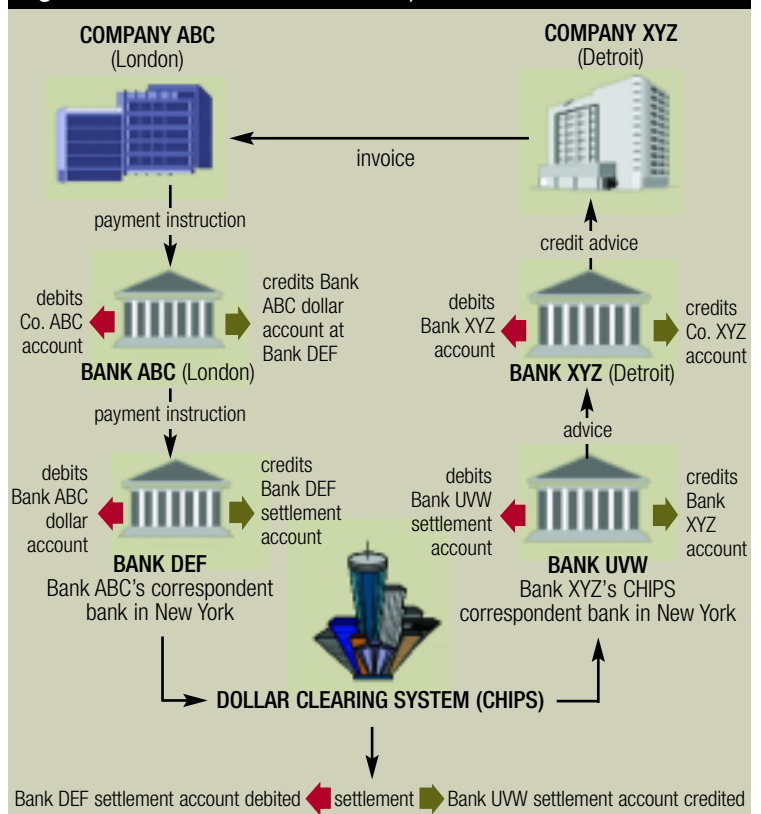 COMPANY ABC
(London)
COMPANY XYZ
(Detroit)
invoice
payment instruction
debits
Co. ABC
account
credits Bank
ABC dollar
account at
Bank DEF
BANK ABC (London)
payment instruction
debits
Bank ABC
dollar
account
credits
Bank DEF
settlement
account
BANK DEF
Bank ABC's correspondent
bank in New York
credit advice
debits
Bank XYZ
account
credits
Co. XYZ
account
BANK XYZ (Detroit)
advice
debits
Bank UVW
settlement
account
credits
Bank
XYZ
account
BANK UVW
Bank XYZ's CHIPS
correspondent bank in New York
DOLLAR CLEARING SYSTEM (CHIPS)
Bank DEF settlement account debited settlement Bank UVW settlement account credited